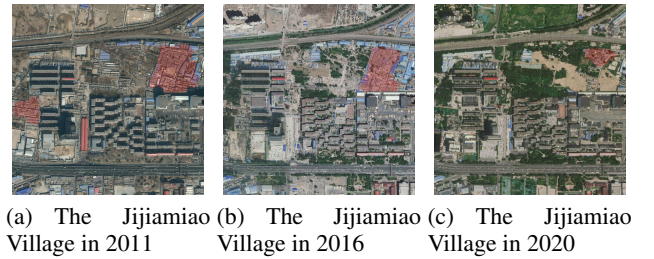 (a) The Jijiamiao
Village in 2011
(b) The Jijiamiao
Village in 2016
(c) The Jijiamiao
Village in 2020